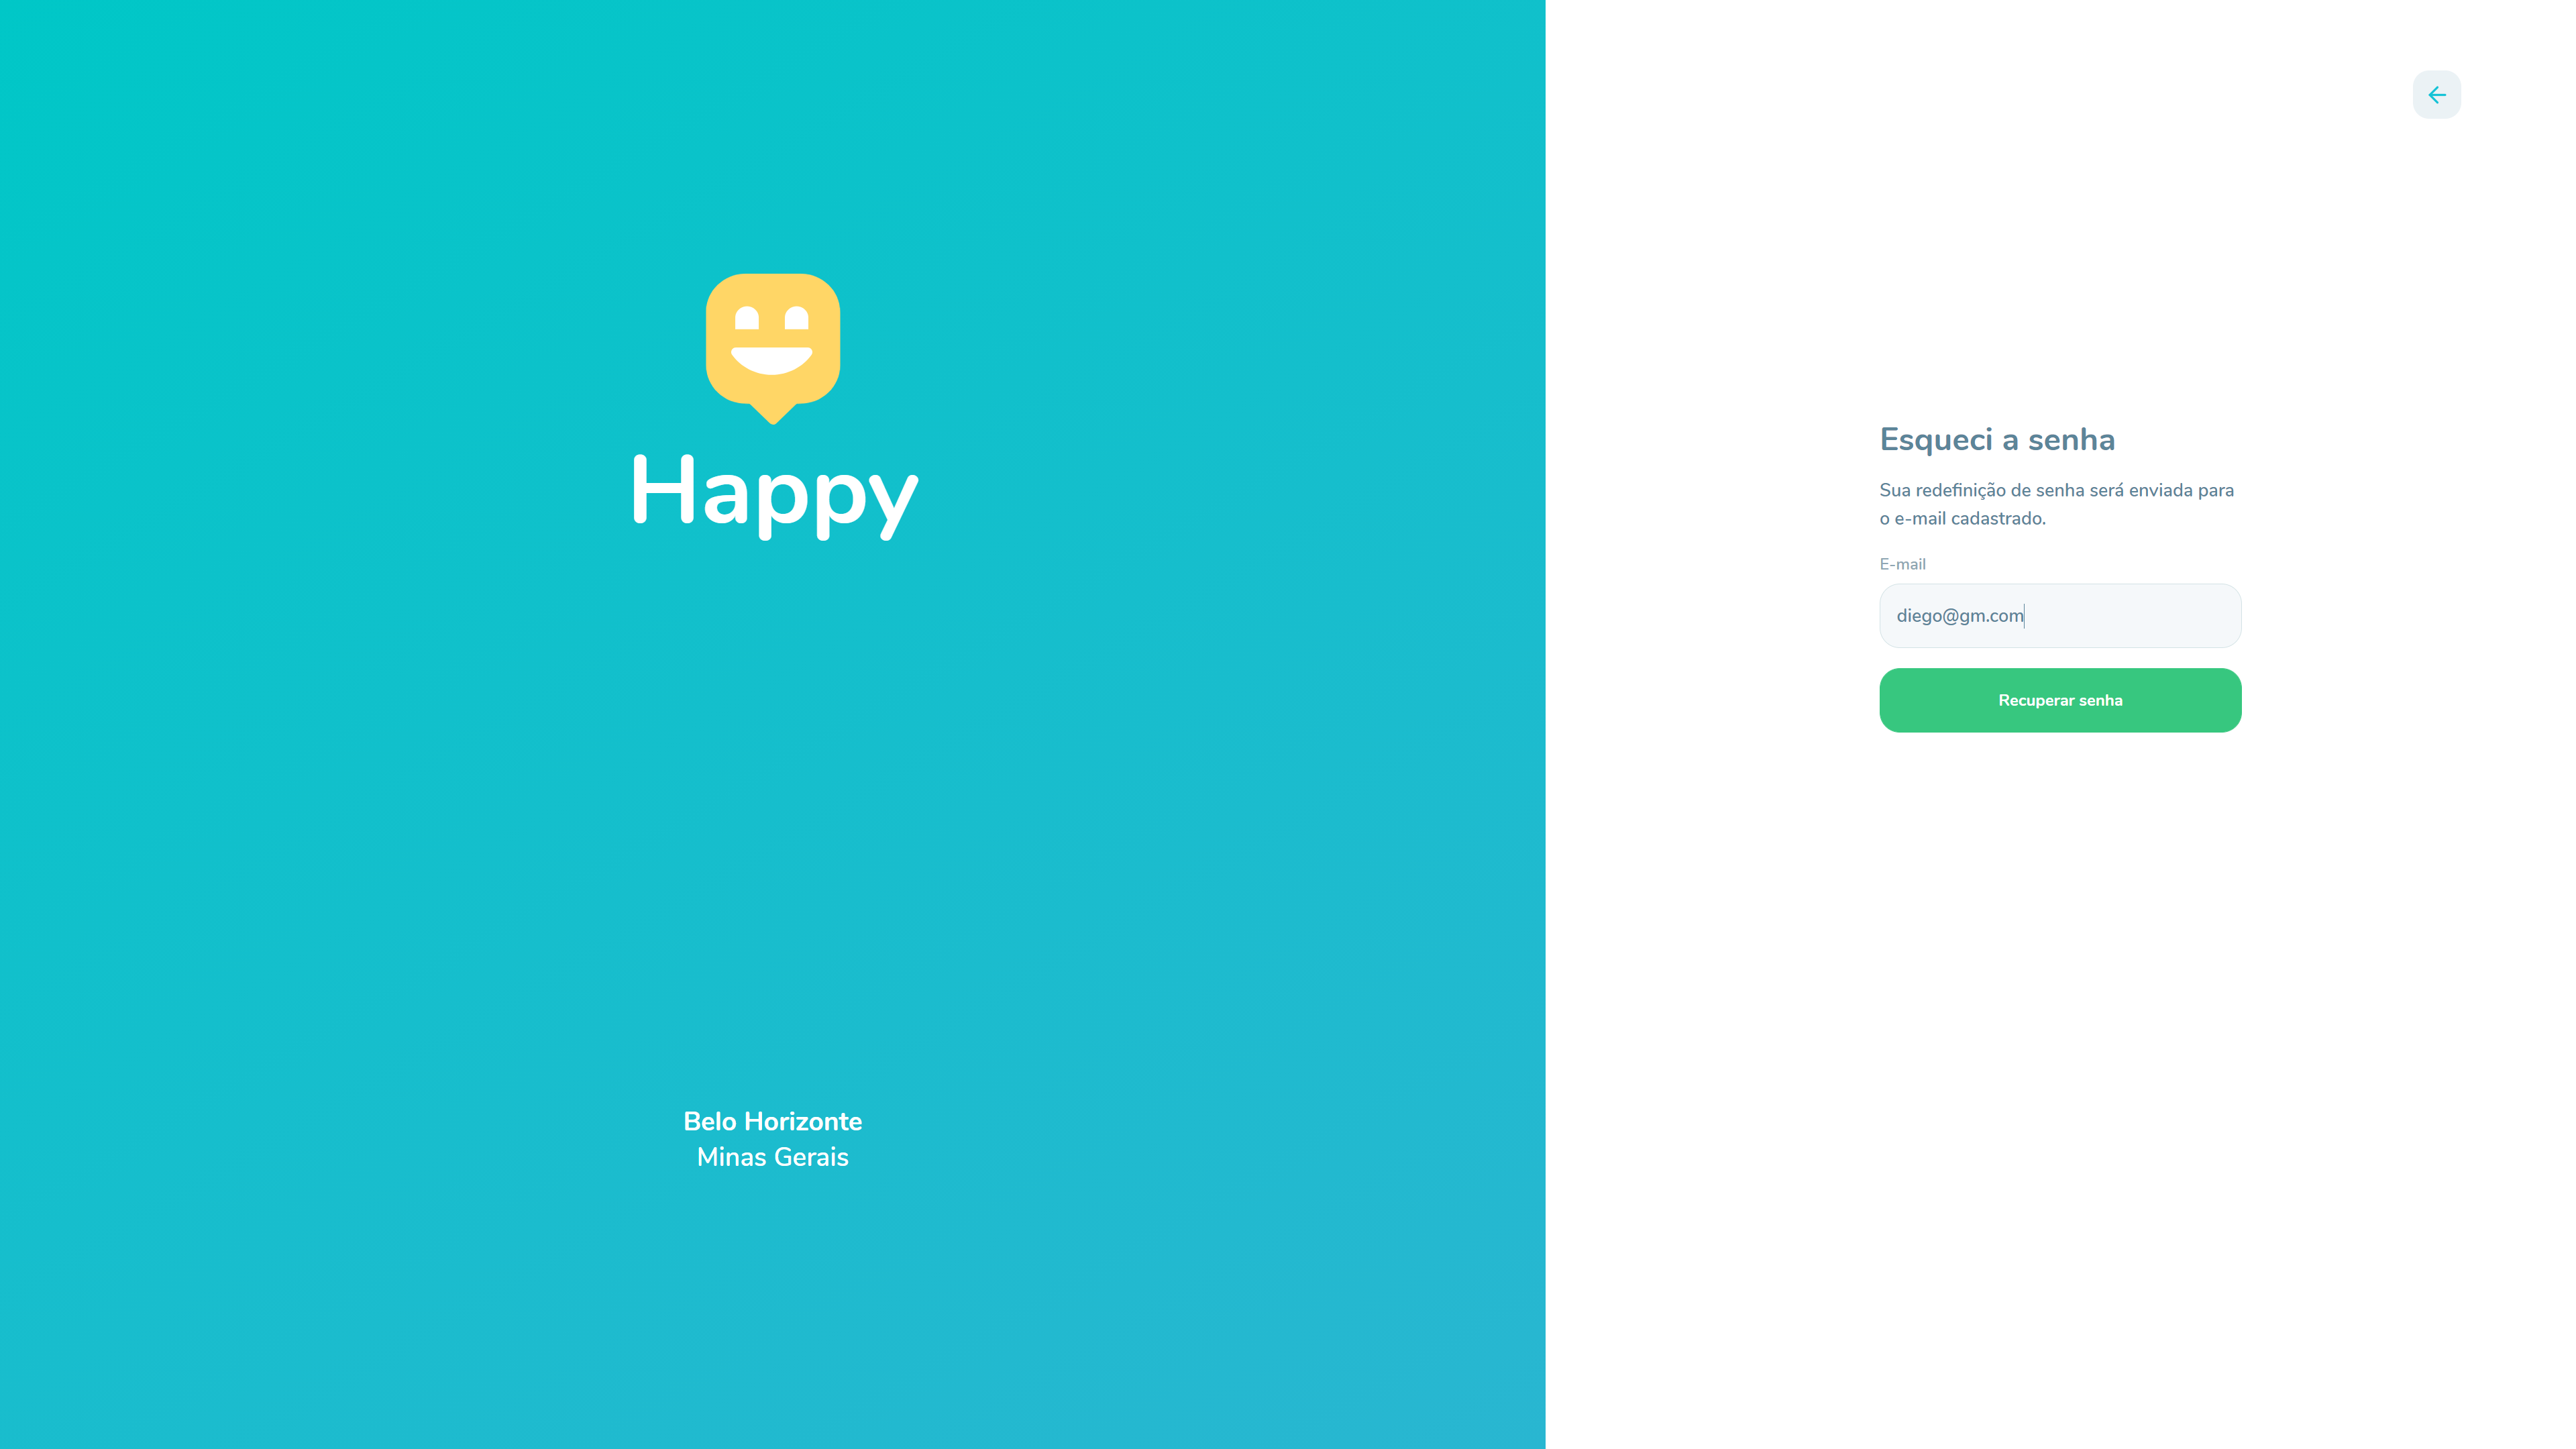 Happy
Belo Horizonte
Minas Gerais
Esqueci a senha
Sua redefinição de senha será enviada para
o e-mail cadastrado.
E-mail
diego@gm.com
Recuperar senha